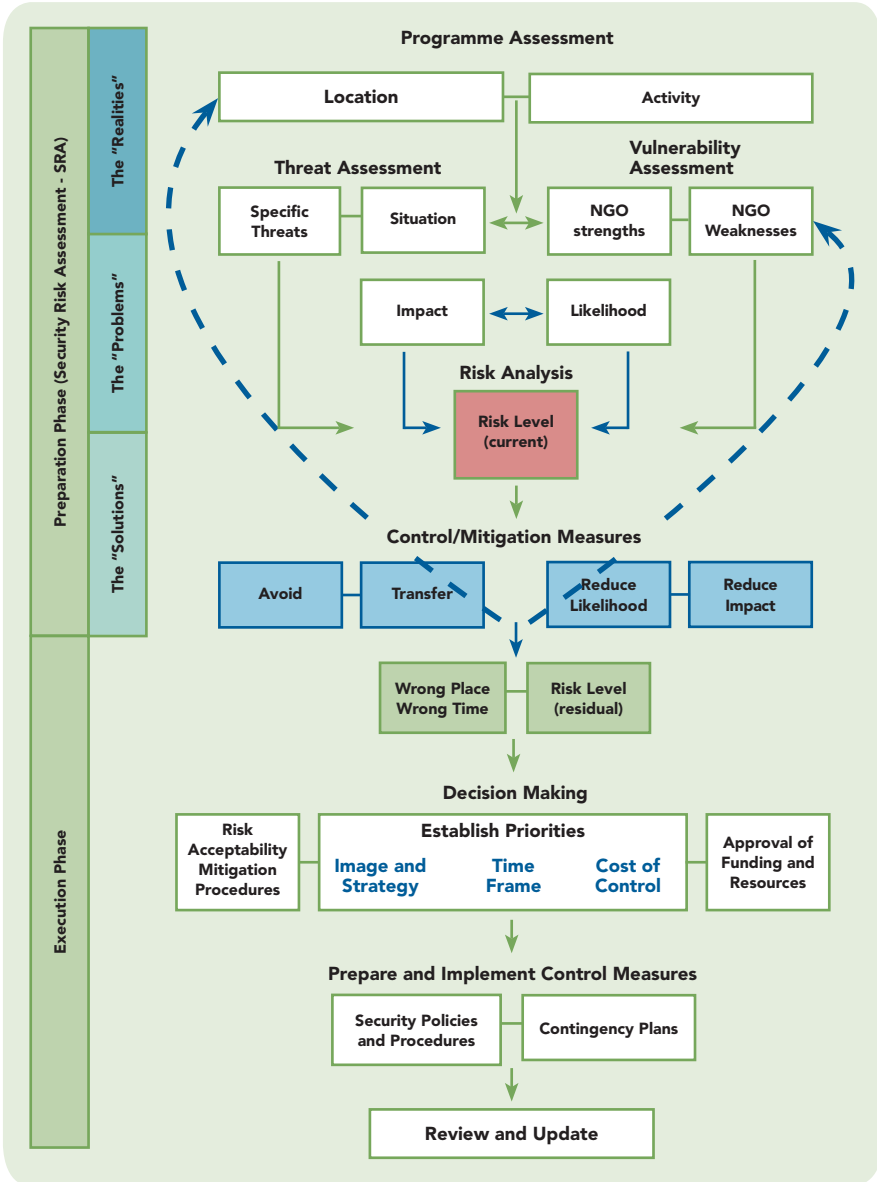 Programme Assessment
Location
Activity
Threat Assessment
Vulnerability
Assessment
Specific
Threats
Situation
NGO
strengths
NGO
Weaknesses
Impact
Likelihood
Risk Analysis
Risk Level
(current)
Control/Mitigation Measures
Avoid
Transfer
Reduce
Likelihood
Reduce
Impact
Wrong Place
Wrong Time
Risk Level
(residual)
Decision Making
Risk
Acceptability
Mitigation
Procedures
Establish Priorities
Image and
Strategy
Time
Frame
Cost of
Control
Approval of
Funding and
Resources
Prepare and Implement Control Measures
Security Policies
and Procedures
Contingency Plans
Review and Update
Preparation Phase (Security Risk Assessment - SRA)
The "Realities"
The "Problems"
The "Solutions"
Execution Phase